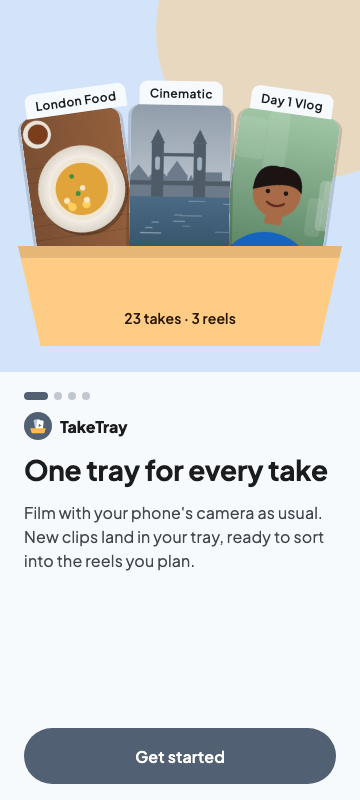 London Food
Cinematic
Day 1 Vlog
23 takes · 3 reels
TakeTray
One tray for every take
Film with your phone's camera as usual.
New clips land in your tray, ready to sort
into the reels you plan.
Get started